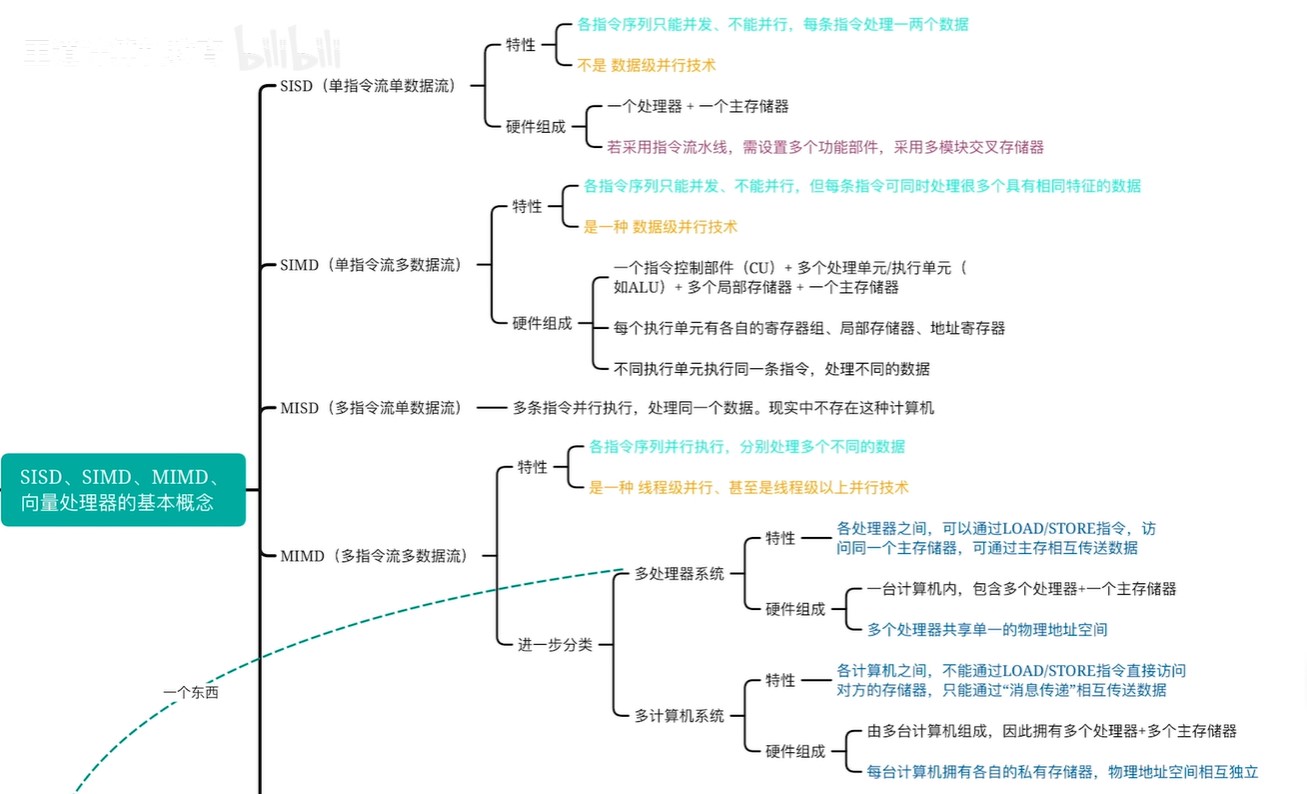 bilibili
各指令序列只能并发、不能并行，每条指令处理一两个数据
特性
不是 数据级并行技术
SISD（单指令流单数据流）
一个处理器 + 一个主存储器
硬件组成
若采用指令流水线，需设置多个功能部件，采用多模块交叉存储器
各指令序列只能并发、不能并行，但每条指令可同时处理很多个具有相同特征的数据
特性
是一种 数据级并行技术
SIMD（单指令流多数据流）
一个指令控制部件（CU）+ 多个处理单元/执行单元（
如ALU）+ 多个局部存储器 + 一个主存储器
硬件组成
每个执行单元有各自的寄存器组、局部存储器、地址寄存器
不同执行单元执行同一条指令，处理不同的数据
MISD（多指令流单数据流）
多条指令并行执行，处理同一个数据。现实中不存在这种计算机
SISD、SIMD、MIMD、
向量处理器的基本概念
各指令序列并行执行，分别处理多个不同的数据
特性
是一种 线程级并行、甚至是线程级以上并行技术
MIMD（多指令流多数据流）
各处理器之间，可以通过LOAD/STORE指令，访
问同一个主存储器，可通过主存相互传送数据
特性
多处理器系统
一台计算机内，包含多个处理器+一个主存储器
硬件组成
多个处理器共享单一的物理地址空间
进一步分类
各计算机之间，不能通过LOAD/STORE指令直接访问
对方的存储器，只能通过“消息传递”相互传送数据
特性
多计算机系统
由多台计算机组成，因此拥有多个处理器+多个主存储器
硬件组成
每台计算机拥有各自的私有存储器，物理地址空间相互独立
一个东西